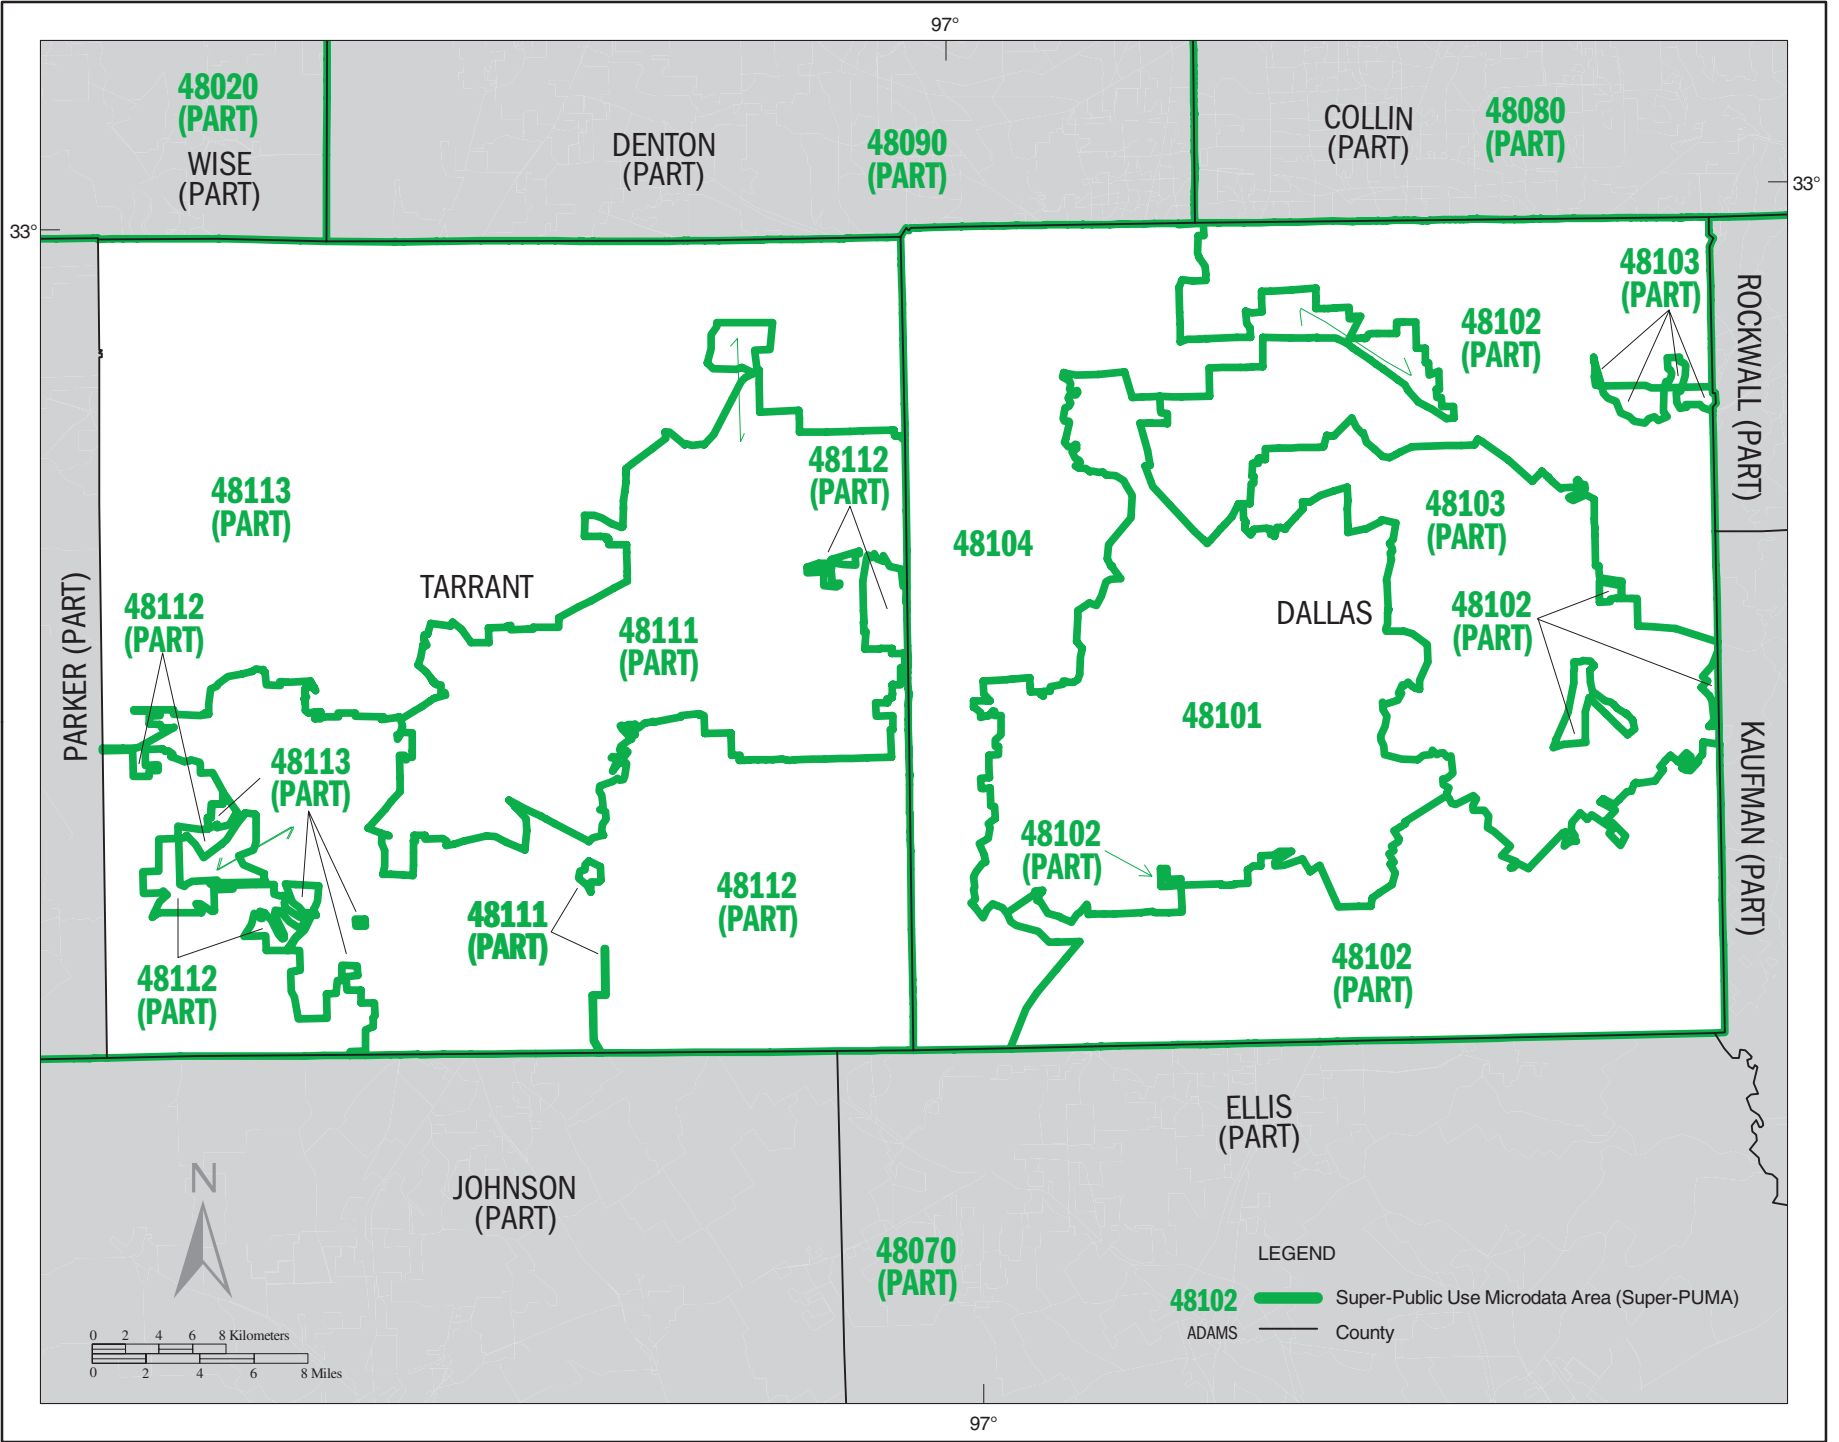 97°
48020
(PART)
WISE
(PART)
DENTON
(PART)
48090
(PART)
COLLIN
(PART)
48080
(PART)
33°
33°
48103
(PART)
ROCKWALL (PART)
48102
(PART)
48113
(PART)
48112
(PART)
48103
(PART)
48104
TARRANT
DALLAS
PARKER (PART)
48112
(PART)
48111
(PART)
48102
(PART)
48101
KAUFMAN (PART)
48113
(PART)
48102
(PART)
48111
(PART)
48112
(PART)
48112
(PART)
48102
(PART)
ELLIS
(PART)
N
JOHNSON
(PART)
48070
(PART)
LEGEND
48102 Super-Public Use Microdata Area (Super-PUMA)
ADAMS County
0 2 4 6 8 Kilometers
0 2 4 6 8 Miles
97°